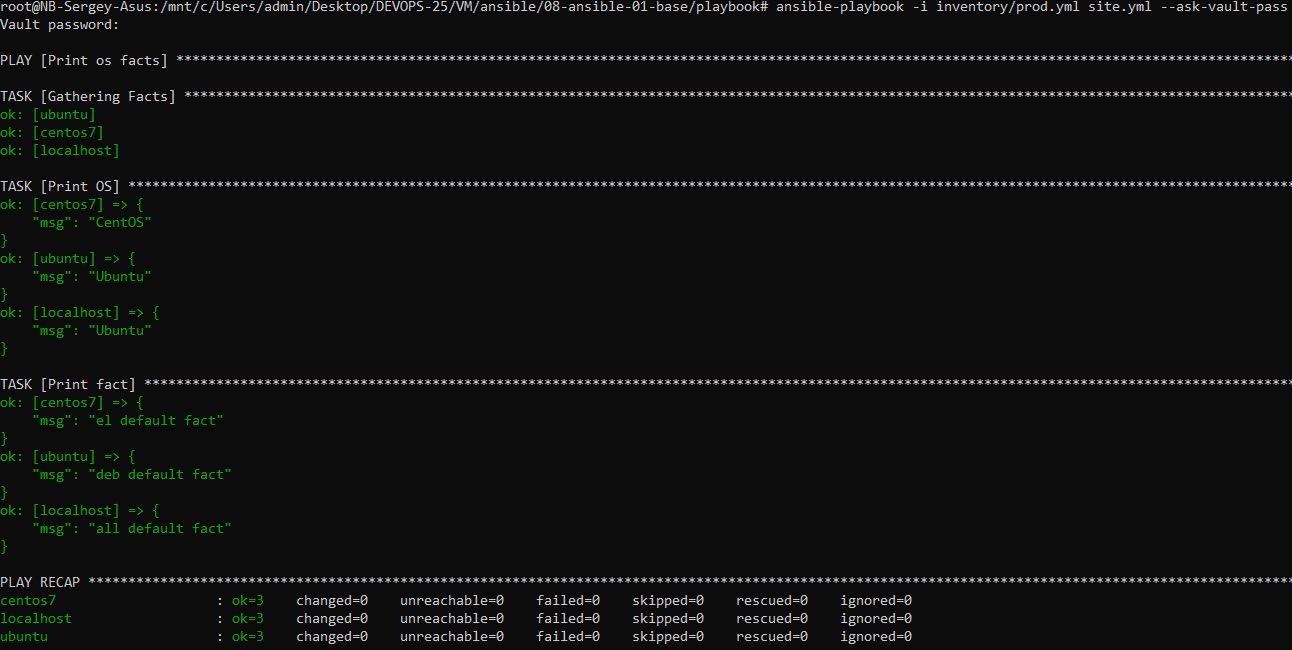 root@NB-Sergey-Asus:/mnt/c/Users/admin/Desktop/DEVOPS-25/VM/ansible/08-ansible-01-base/playbook# ansible-playbook -i inventory/prod.yml site.yml --ask-vault-pass
Vault password:
PLAY [Print os facts] ********************************************************************************************************************************************
TASK [Gathering Facts] *******************************************************************************************************************************************
ok: [ubuntu]
ok: [centos7]
ok: [localhost]
TASK [Print OS] **************************************************************************************************************************************************
ok: [centos7] => {
    "msg": "CentOS"
}
ok: [ubuntu] => {
    "msg": "Ubuntu"
}
ok: [localhost] => {
    "msg": "Ubuntu"
}
TASK [Print fact] ************************************************************************************************************************************************
ok: [centos7] => {
    "msg": "el default fact"
}
ok: [ubuntu] => {
    "msg": "deb default fact"
}
ok: [localhost] => {
    "msg": "all default fact"
}
PLAY RECAP *******************************************************************************************************************************************************
centos7                    : ok=3    changed=0    unreachable=0    failed=0    skipped=0    rescued=0    ignored=0
localhost                  : ok=3    changed=0    unreachable=0    failed=0    skipped=0    rescued=0    ignored=0
ubuntu                     : ok=3    changed=0    unreachable=0    failed=0    skipped=0    rescued=0    ignored=0